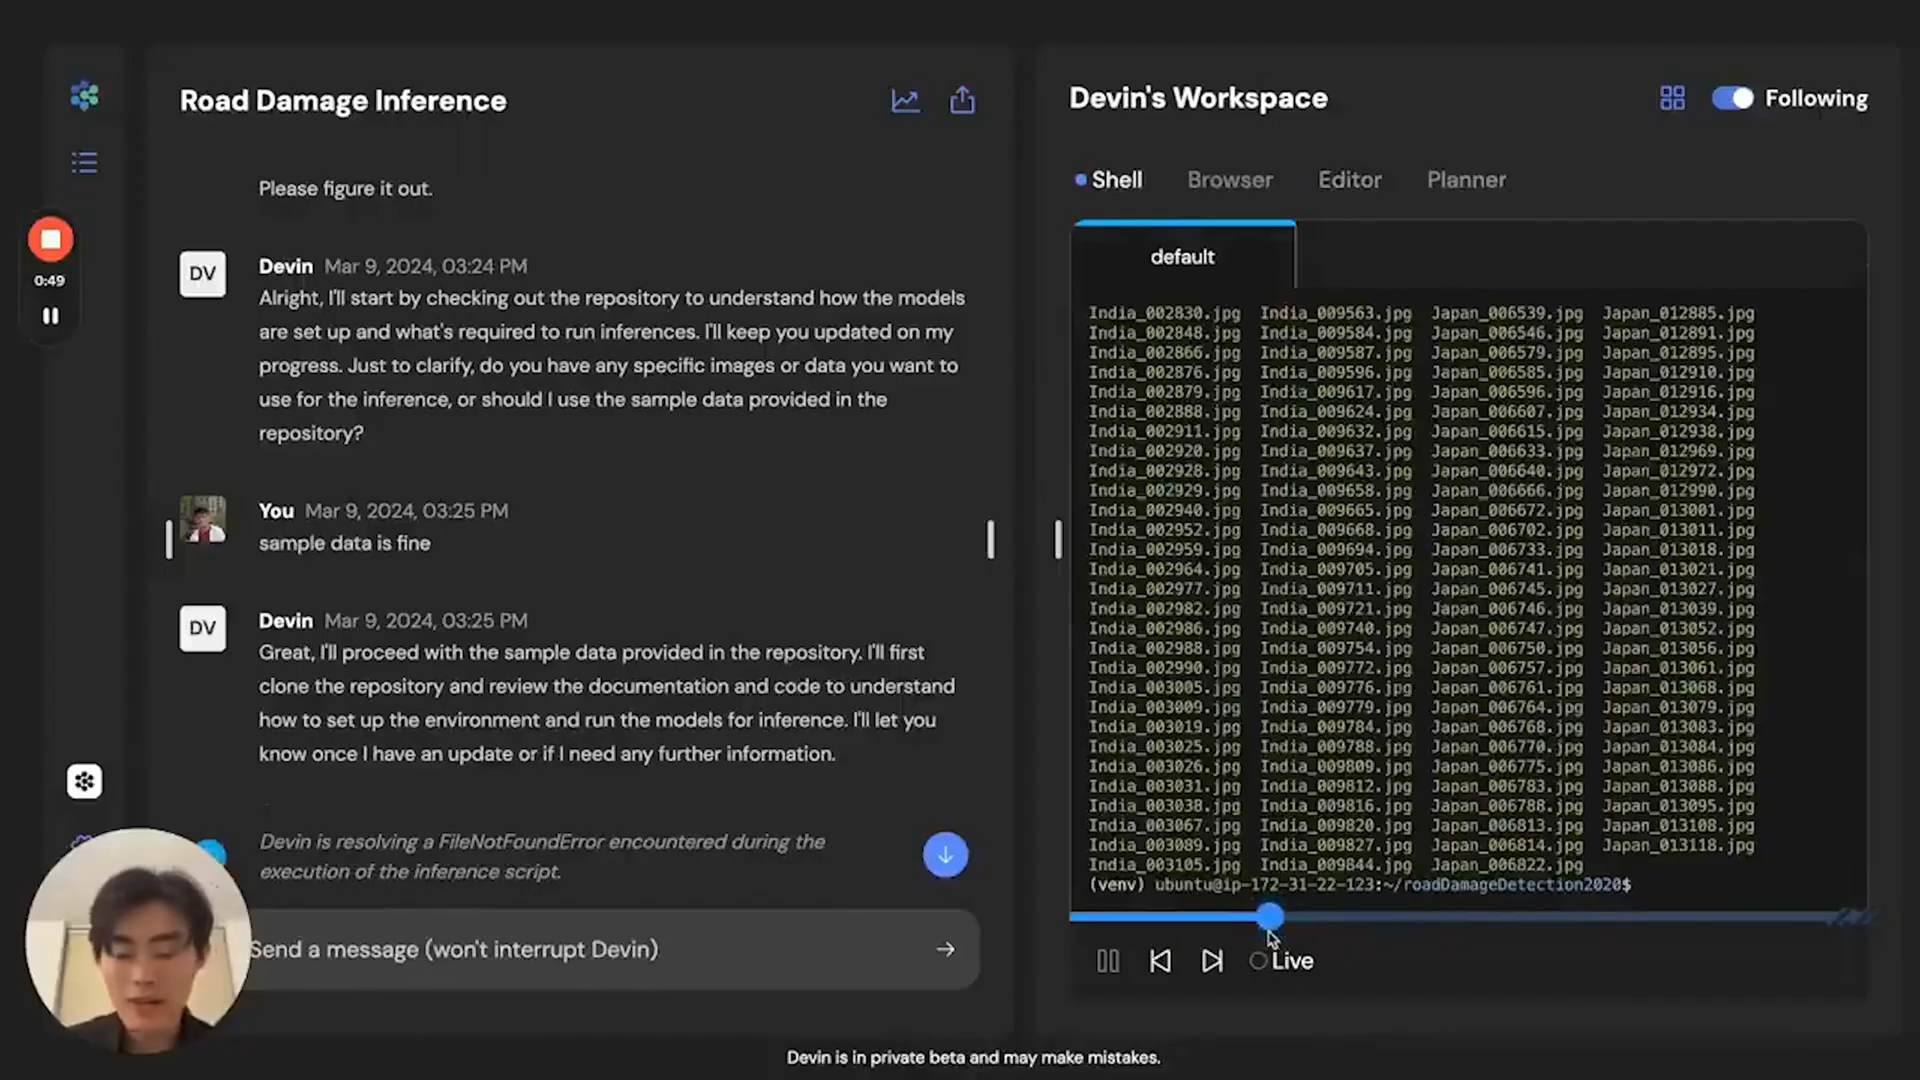 Road Damage Inference
Please figure it out.
DV
Devin Mar 9, 2024, 03:24 PM
Alright, I'll start by checking out the repository to understand how the models
are set up and what's required to run inferences. I'll keep you updated on my
progress. Just to clarify, do you have any specific images or data you want to
use for the inference, or should I use the sample data provided in the
repository?
You Mar 9, 2024, 03:25 PM
sample data is fine
DV
Devin Mar 9, 2024, 03:25 PM
Great, I'll proceed with the sample data provided in the repository. I'll first
clone the repository and review the documentation and code to understand
how to set up the environment and run the models for inference. I'll let you
know once I have an update or if I need any further information.
Devin is resolving a FileNotFoundError encountered during the
execution of the inference script.
Send a message (won't interrupt Devin)
0:49
Devin's Workspace
Following
Shell Browser Editor Planner
default
India_002830.jpg India_009563.jpg Japan_006539.jpg Japan_012885.jpg
India_002848.jpg India_009584.jpg Japan_006546.jpg Japan_012891.jpg
India_002866.jpg India_009587.jpg Japan_006579.jpg Japan_012895.jpg
India_002876.jpg India_009596.jpg Japan_006585.jpg Japan_012910.jpg
India_002879.jpg India_009617.jpg Japan_006596.jpg Japan_012916.jpg
India_002888.jpg India_009624.jpg Japan_006607.jpg Japan_012934.jpg
India_002911.jpg India_009632.jpg Japan_006615.jpg Japan_012938.jpg
India_002920.jpg India_009637.jpg Japan_006633.jpg Japan_012969.jpg
India_002928.jpg India_009643.jpg Japan_006640.jpg Japan_012972.jpg
India_002929.jpg India_009658.jpg Japan_006666.jpg Japan_012990.jpg
India_002940.jpg India_009665.jpg Japan_006672.jpg Japan_013001.jpg
India_002952.jpg India_009668.jpg Japan_006702.jpg Japan_013011.jpg
India_002959.jpg India_009694.jpg Japan_006733.jpg Japan_013018.jpg
India_002964.jpg India_009705.jpg Japan_006741.jpg Japan_013021.jpg
India_002977.jpg India_009711.jpg Japan_006745.jpg Japan_013027.jpg
India_002982.jpg India_009721.jpg Japan_006746.jpg Japan_013039.jpg
India_002986.jpg India_009740.jpg Japan_006747.jpg Japan_013052.jpg
India_002988.jpg India_009754.jpg Japan_006750.jpg Japan_013056.jpg
India_002990.jpg India_009772.jpg Japan_006757.jpg Japan_013061.jpg
India_003005.jpg India_009776.jpg Japan_006761.jpg Japan_013068.jpg
India_003009.jpg India_009779.jpg Japan_006764.jpg Japan_013079.jpg
India_003019.jpg India_009784.jpg Japan_006768.jpg Japan_013083.jpg
India_003025.jpg India_009788.jpg Japan_006770.jpg Japan_013084.jpg
India_003026.jpg India_009809.jpg Japan_006775.jpg Japan_013086.jpg
India_003031.jpg India_009812.jpg Japan_006783.jpg Japan_013088.jpg
India_003038.jpg India_009816.jpg Japan_006788.jpg Japan_013095.jpg
India_003067.jpg India_009820.jpg Japan_006813.jpg Japan_013108.jpg
India_003089.jpg India_009827.jpg Japan_006814.jpg Japan_013118.jpg
India_003105.jpg India_009844.jpg Japan_006822.jpg
(venv) ubuntu@ip-172-31-22-123:~/roadDamageDetection2020$
Live
Devin is in private beta and may make mistakes.